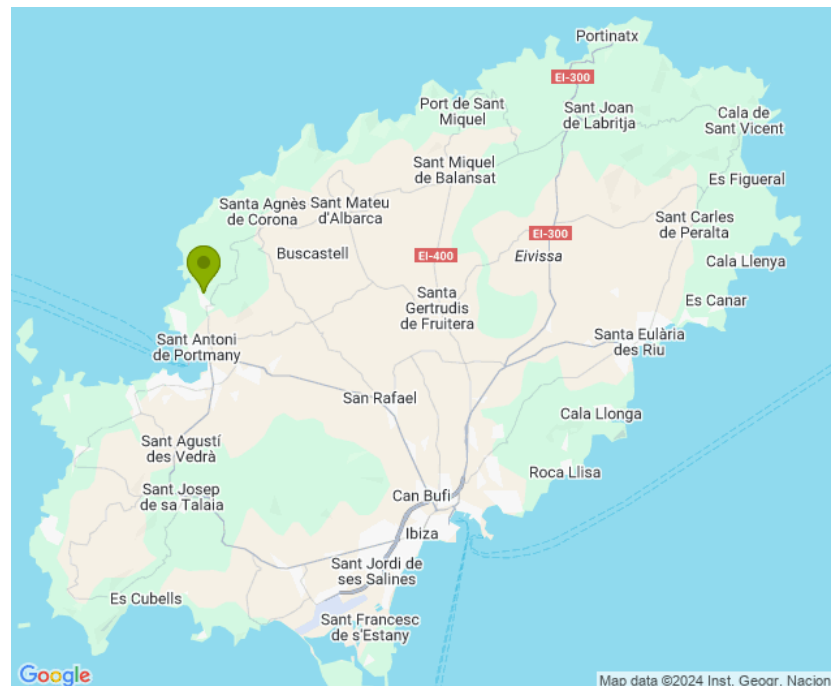 Portinatx
EI-300
Port de Sant
Miquel
Sant Joan
de Labritja
Cala de
Sant Vicent
Sant Miquel
de Balansat
Es Figueral
Santa Agnès
de Corona
Sant Mateu
d'Albarca
Sant Carles
de Peralta
EI-300
Buscastell
EI-400
Eivissa
Cala Llenya
Santa
Gertrudis
de Fruitera
Es Canar
Sant Antoni
de Portmany
Santa Eulària
des Riu
San Rafael
Cala Llonga
Sant Agustí
des Vedrà
Roca Llisa
Sant Josep
de sa Talaia
Can Bufi
Ibiza
Sant Jordi de
ses Salines
Es Cubells
Sant Francesc
de s'Estany
Google
Map data ©2024 Inst. Geogr. Nacion